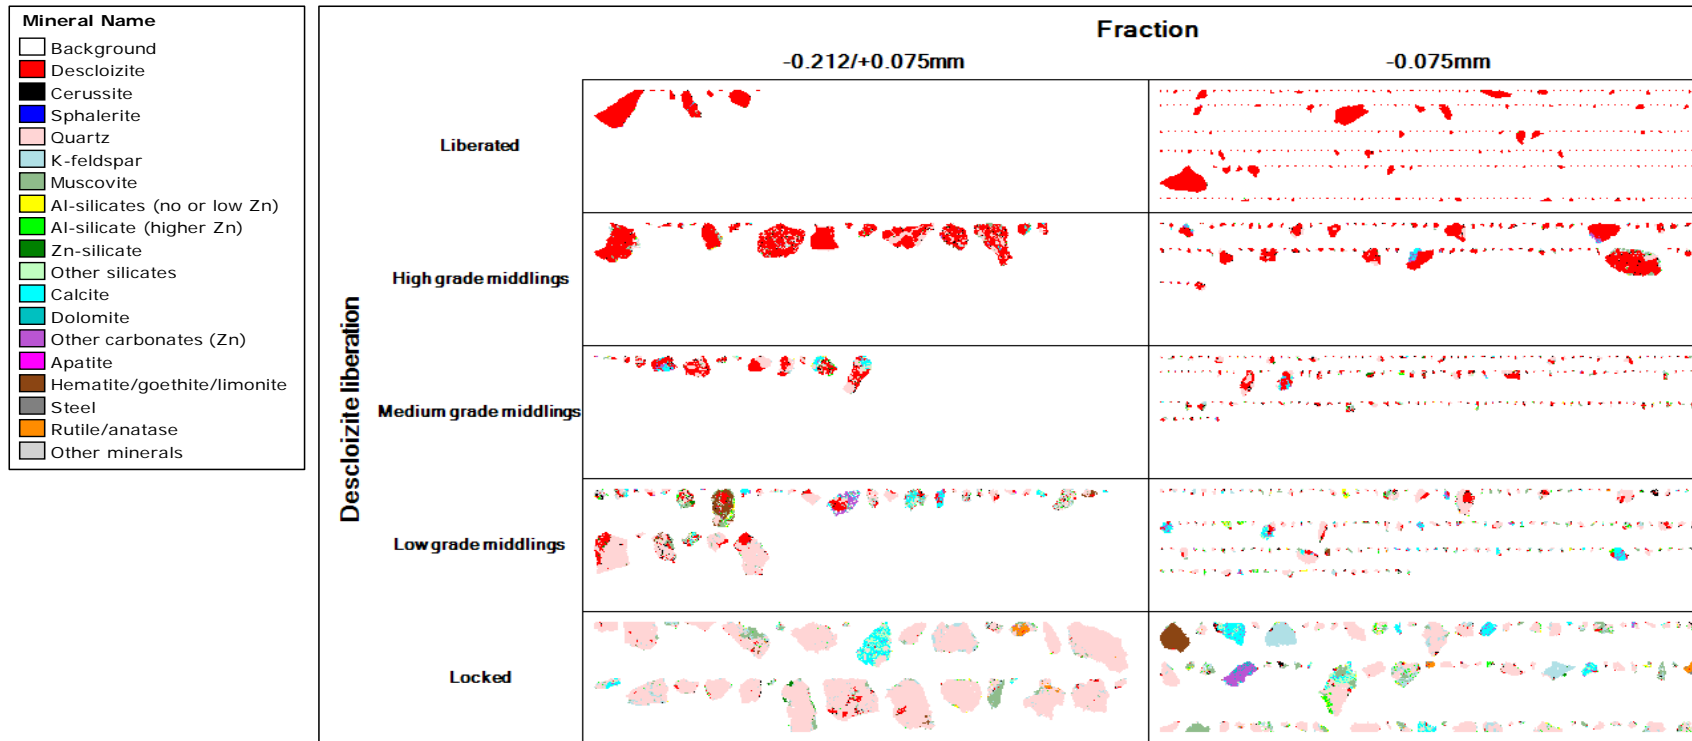 Mineral Name
Background
Descloizite
Cerussite
Sphalerite
Quartz
K-feldspar
Muscovite
Al-silicates (no or low Zn)
Al-silicate (higher Zn)
Zn-silicate
Other silicates
Calcite
Dolomite
Other carbonates (Zn)
Apatite
Hematite/goethite/limonite
Steel
Rutile/anatase
Other minerals
Fraction
-0.212/+0.075mm
-0.075mm
Descloizite liberation
Liberated
High grade middlings
Medium grade middlings
Low grade middlings
Locked